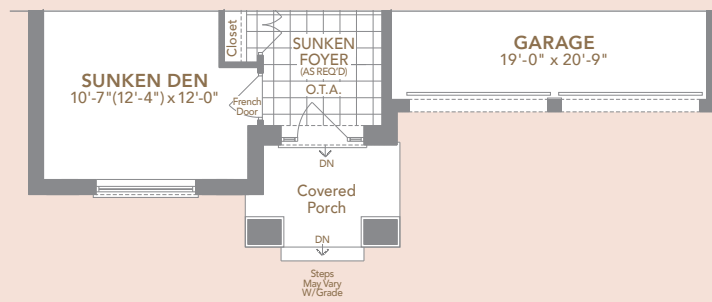 Closet
SUNKEN
FOYER
(AS REQ'D)
O.T.A.
GARAGE
19'-0" x 20'-9"
SUNKEN DEN
10'-7"(12'-4") x 12'-0"
French
Door
DN
Covered
Porch
DN
Steps
May Vary
W/Grade